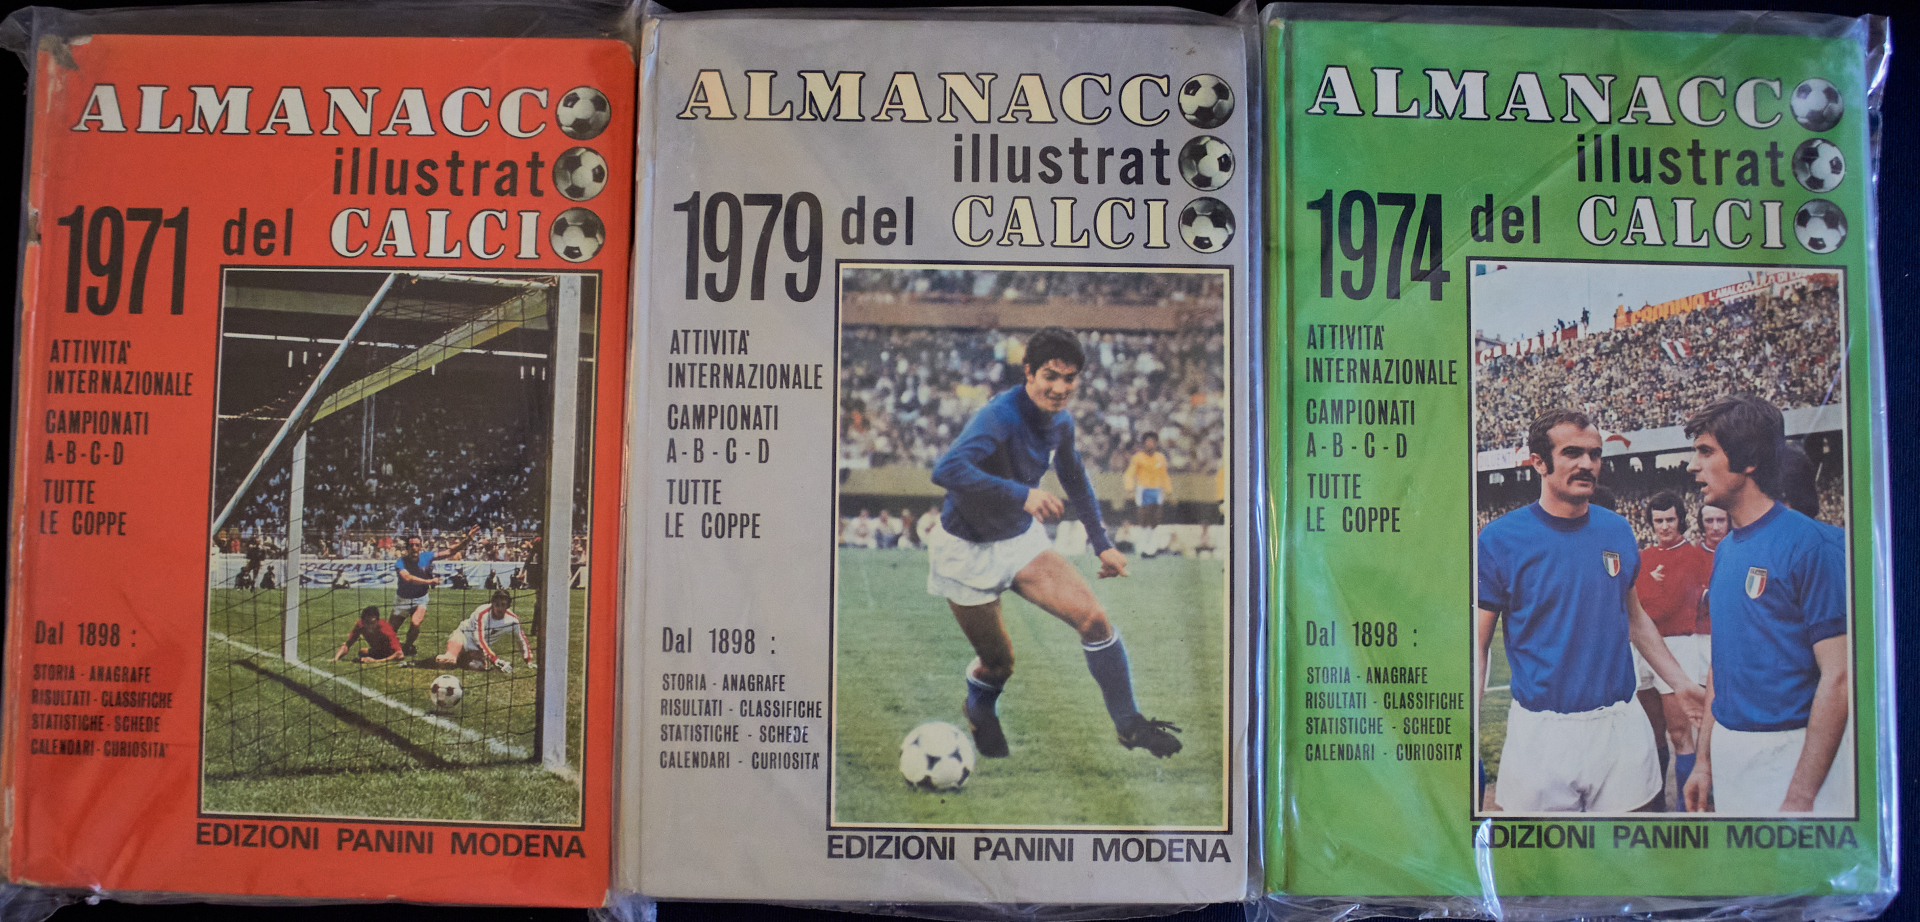 ALMANACCO
illustrato
1971 del CALCIO
ATTIVITA'
INTERNAZIONALE
CAMPIONATI
A-B-C-D
TUTTE
LE COPPE
Dal 1898 :
STORIA - ANAGRAFE
RISULTATI - CLASSIFICHE
STATISTICHE - SCHEDE
CALENDARI - CURIOSITA'
EDIZIONI PANINI MODENA
ALMANACCO
illustrato
1979 del CALCIO
ATTIVITA'
INTERNAZIONALE
CAMPIONATI
A - B - C - D
TUTTE
LE COPPE
Dal 1898 :
STORIA - ANAGRAFE
RISULTATI - CLASSIFICHE
STATISTICHE - SCHEDE
CALENDARI - CURIOSITA'
EDIZIONI PANINI MODENA
ALMANACCO
illustrato
1974 del CALCIO
ATTIVITA'
INTERNAZIONALE
CAMPIONATI
A - B - C - D
TUTTE
LE COPPE
Dal 1898 :
STORIA - ANAGRAFE
RISULTATI - CLASSIFICHE
STATISTICHE - SCHEDE
CALENDARI - CURIOSITA'
EDIZIONI PANINI MODENA